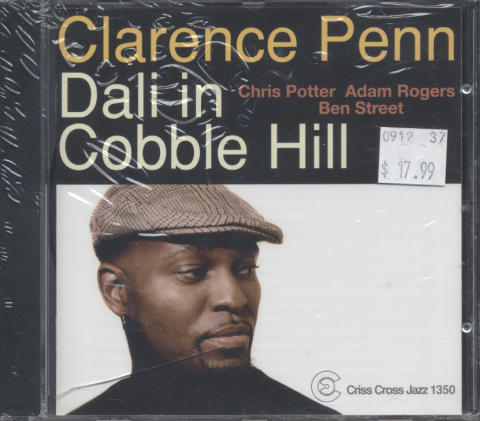 Clarence Penn
Dali in
Cobble Hill
Chris Potter Adam Rogers
Ben Street
0912 37
$ 17.99
Criss Cross Jazz 1350